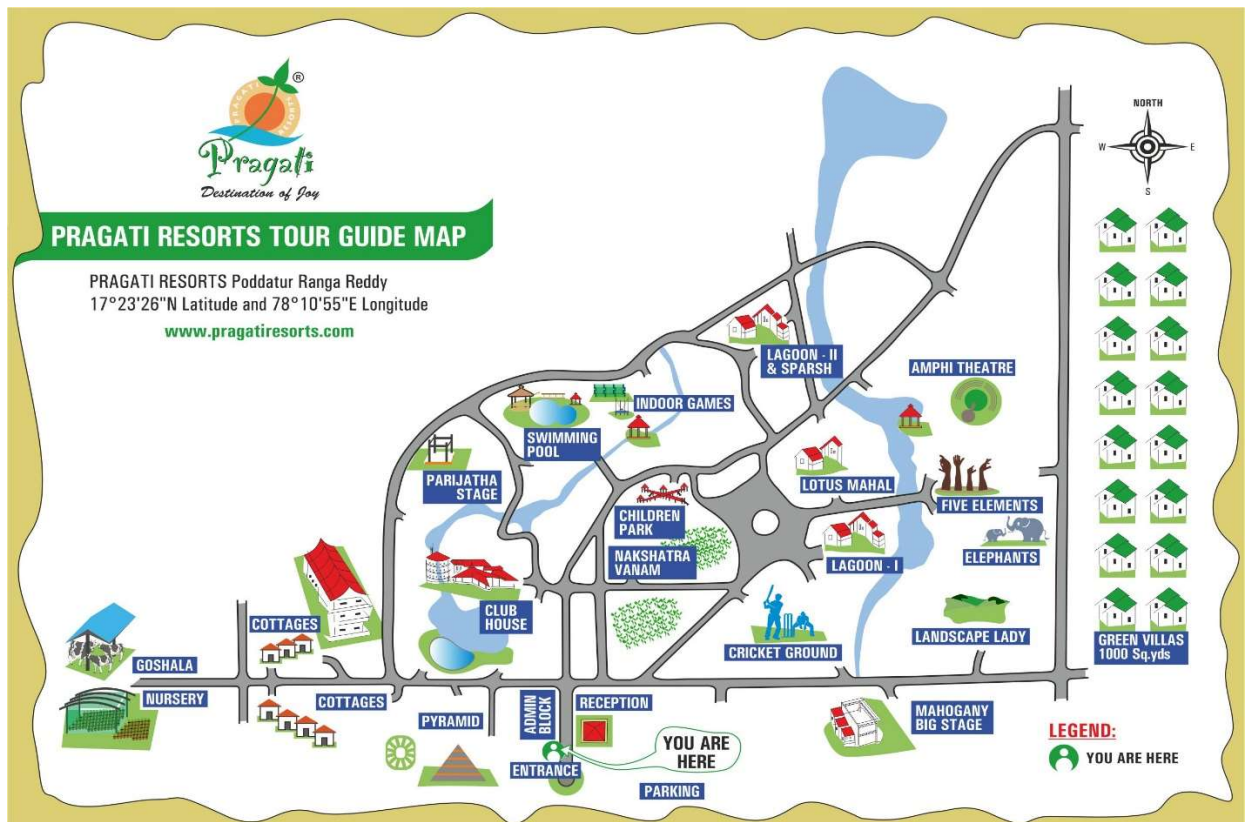 PRAGATI RESORTS
®
Pragati
Destination of Joy
PRAGATI RESORTS TOUR GUIDE MAP
PRAGATI RESORTS Poddatur Ranga Reddy
17°23'26"N Latitude and 78°10'55"E Longitude
www.pragatiresorts.com
NORTH
W
E
S
LAGOON - II
& SPARSH
AMPHI THEATRE
INDOOR GAMES
SWIMMING
POOL
PARIJATHA
STAGE
LOTUS MAHAL
FIVE ELEMENTS
CHILDREN
PARK
NAKSHATRA
VANAM
LAGOON - I
ELEPHANTS
CLUB
HOUSE
COTTAGES
CRICKET GROUND
LANDSCAPE LADY
GREEN VILLAS
1000 Sq.yds
GOSHALA
NURSERY
COTTAGES
PYRAMID
ADMIN
BLOCK
RECEPTION
MAHOGANY
BIG STAGE
YOU ARE
HERE
ENTRANCE
PARKING
LEGEND:
YOU ARE HERE